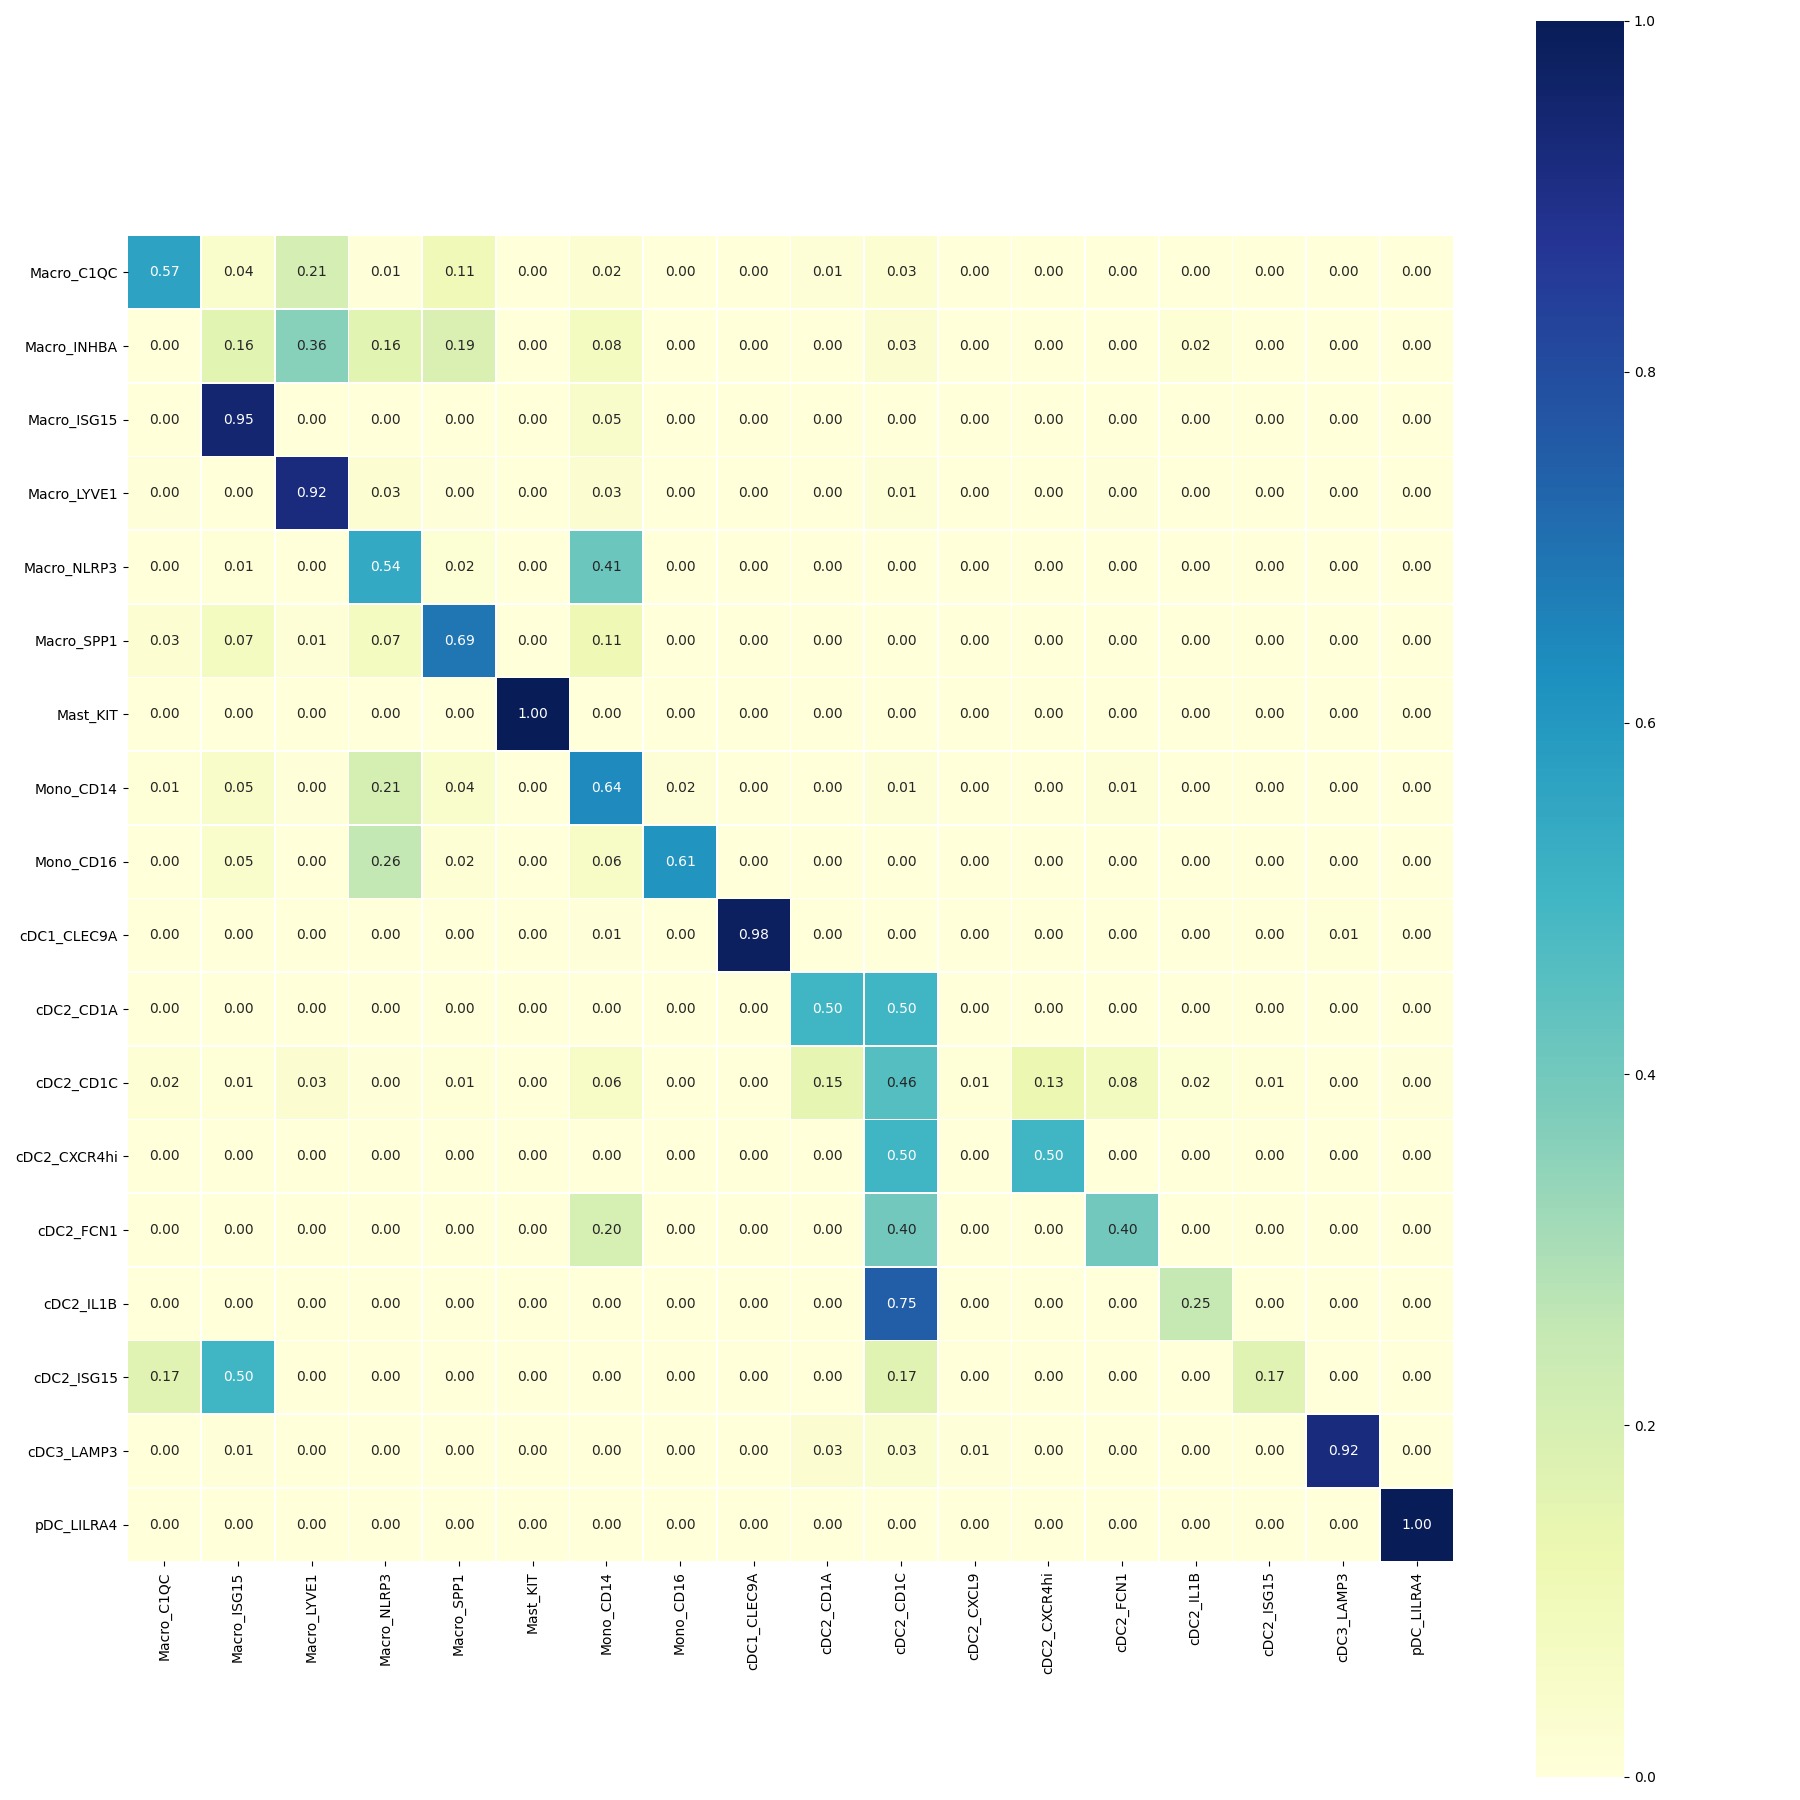 1.0
Macro_C1QC 0.57 0.04 0.21 0.01 0.11 0.00 0.02 0.00 0.00 0.01 0.03 0.00 0.00 0.00 0.00 0.00 0.00 0.00
Macro_INHBA 0.00 0.16 0.36 0.16 0.19 0.00 0.08 0.00 0.00 0.00 0.03 0.00 0.00 0.00 0.02 0.00 0.00 0.00
0.8
Macro_ISG15 0.00 0.95 0.00 0.00 0.00 0.00 0.05 0.00 0.00 0.00 0.00 0.00 0.00 0.00 0.00 0.00 0.00 0.00
Macro_LYVE1 0.00 0.00 0.92 0.03 0.00 0.00 0.03 0.00 0.00 0.00 0.01 0.00 0.00 0.00 0.00 0.00 0.00 0.00
Macro_NLRP3 0.00 0.01 0.00 0.54 0.02 0.00 0.41 0.00 0.00 0.00 0.00 0.00 0.00 0.00 0.00 0.00 0.00 0.00
Macro_SPP1 0.03 0.07 0.01 0.07 0.69 0.00 0.11 0.00 0.00 0.00 0.00 0.00 0.00 0.00 0.00 0.00 0.00 0.00
Mast_KIT 0.00 0.00 0.00 0.00 0.00 1.00 0.00 0.00 0.00 0.00 0.00 0.00 0.00 0.00 0.00 0.00 0.00 0.00
0.6
Mono_CD14 0.01 0.05 0.00 0.21 0.04 0.00 0.64 0.02 0.00 0.00 0.01 0.00 0.00 0.01 0.00 0.00 0.00 0.00
Mono_CD16 0.00 0.05 0.00 0.26 0.02 0.00 0.06 0.61 0.00 0.00 0.00 0.00 0.00 0.00 0.00 0.00 0.00 0.00
cDC1_CLEC9A 0.00 0.00 0.00 0.00 0.00 0.00 0.01 0.00 0.98 0.00 0.00 0.00 0.00 0.00 0.00 0.00 0.01 0.00
cDC2_CD1A 0.00 0.00 0.00 0.00 0.00 0.00 0.00 0.00 0.00 0.50 0.50 0.00 0.00 0.00 0.00 0.00 0.00 0.00
0.4
cDC2_CD1C 0.02 0.01 0.03 0.00 0.01 0.00 0.06 0.00 0.00 0.15 0.46 0.01 0.13 0.08 0.02 0.01 0.00 0.00
cDC2_CXCR4hi 0.00 0.00 0.00 0.00 0.00 0.00 0.00 0.00 0.00 0.00 0.50 0.00 0.50 0.00 0.00 0.00 0.00 0.00
cDC2_FCN1 0.00 0.00 0.00 0.00 0.00 0.00 0.20 0.00 0.00 0.00 0.40 0.00 0.00 0.40 0.00 0.00 0.00 0.00
cDC2_IL1B 0.00 0.00 0.00 0.00 0.00 0.00 0.00 0.00 0.00 0.00 0.75 0.00 0.00 0.00 0.25 0.00 0.00 0.00
cDC2_ISG15 0.17 0.50 0.00 0.00 0.00 0.00 0.00 0.00 0.00 0.00 0.17 0.00 0.00 0.00 0.00 0.17 0.00 0.00
0.2
cDC3_LAMP3 0.00 0.01 0.00 0.00 0.00 0.00 0.00 0.00 0.00 0.03 0.03 0.01 0.00 0.00 0.00 0.00 0.92 0.00
pDC_LILRA4 0.00 0.00 0.00 0.00 0.00 0.00 0.00 0.00 0.00 0.00 0.00 0.00 0.00 0.00 0.00 0.00 0.00 1.00
Macro_C1QC
Macro_ISG15
Macro_LYVE1
Macro_NLRP3
Macro_SPP1
Mast_KIT
Mono_CD14
Mono_CD16
cDC1_CLEC9A
cDC2_CD1A
cDC2_CD1C
cDC2_CXCL9
cDC2_CXCR4hi
cDC2_FCN1
cDC2_IL1B
cDC2_ISG15
cDC3_LAMP3
pDC_LILRA4
0.0